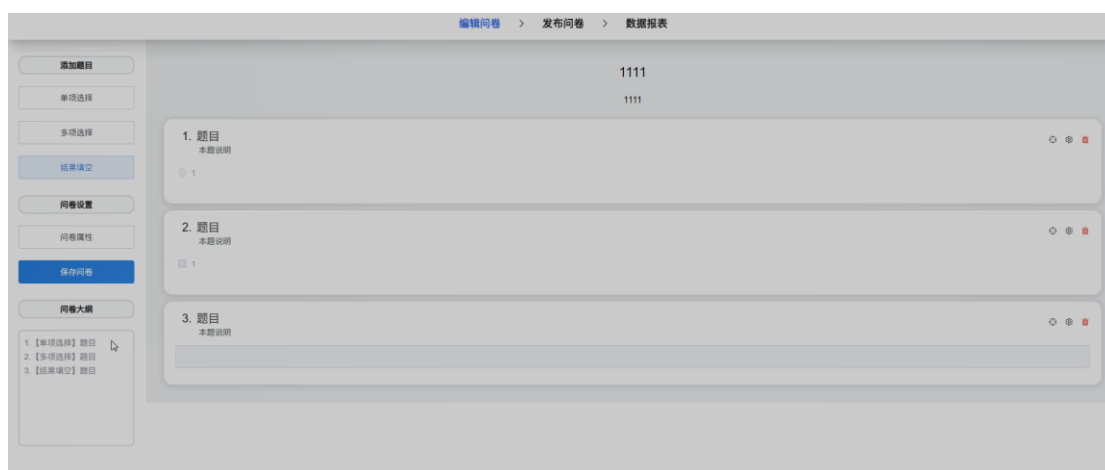 编辑问卷 > 发布问卷 > 数据报表
添加题目
单项选择
多项选择
结果填空
问卷设置
问卷属性
保存问卷
问卷大纲
1.【单项选择】题目
2.【多项选择】题目
3.【结果填空】题目
1111
1111
1. 题目
本题说明
1
2. 题目
本题说明
1
3. 题目
本题说明